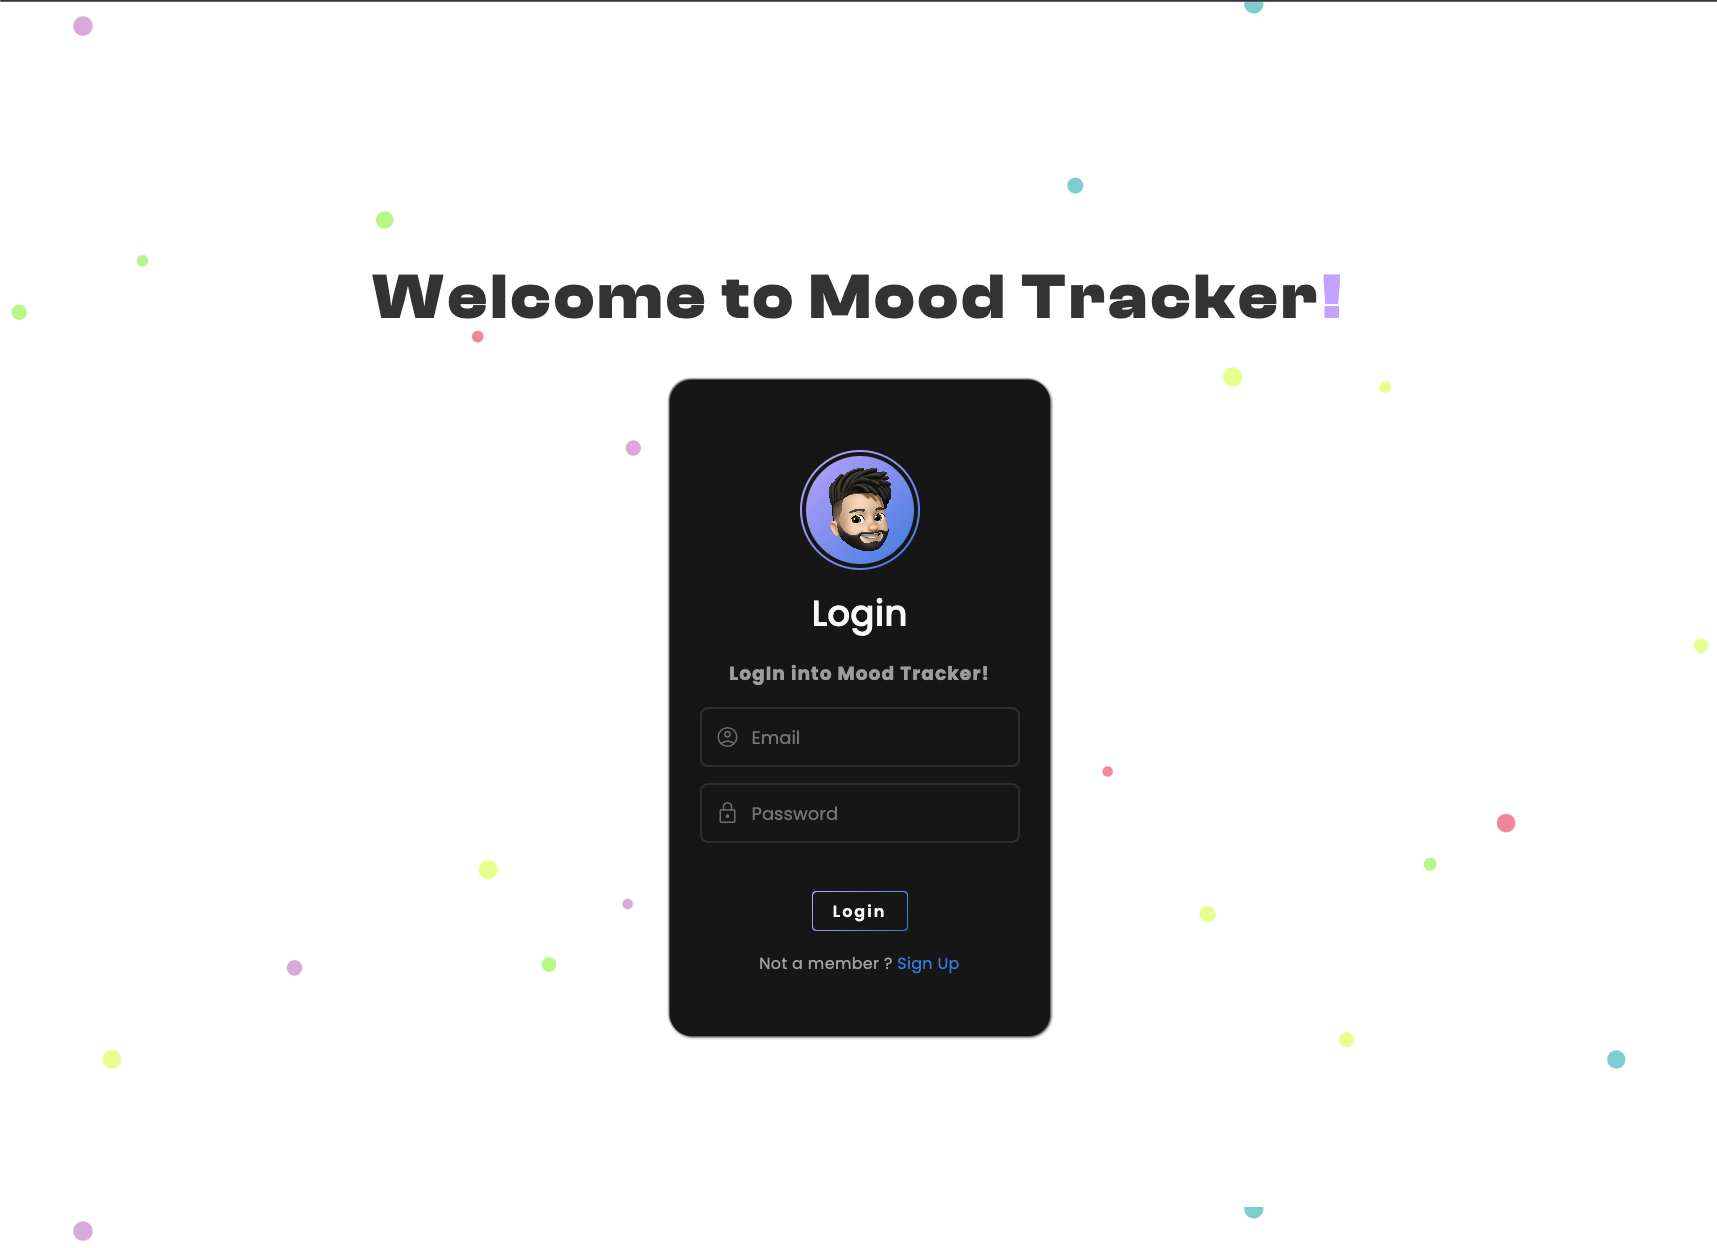 Welcome to Mood Tracker!
Login
LogIn into Mood Tracker!
Email
Password
Login
Not a member ? Sign Up